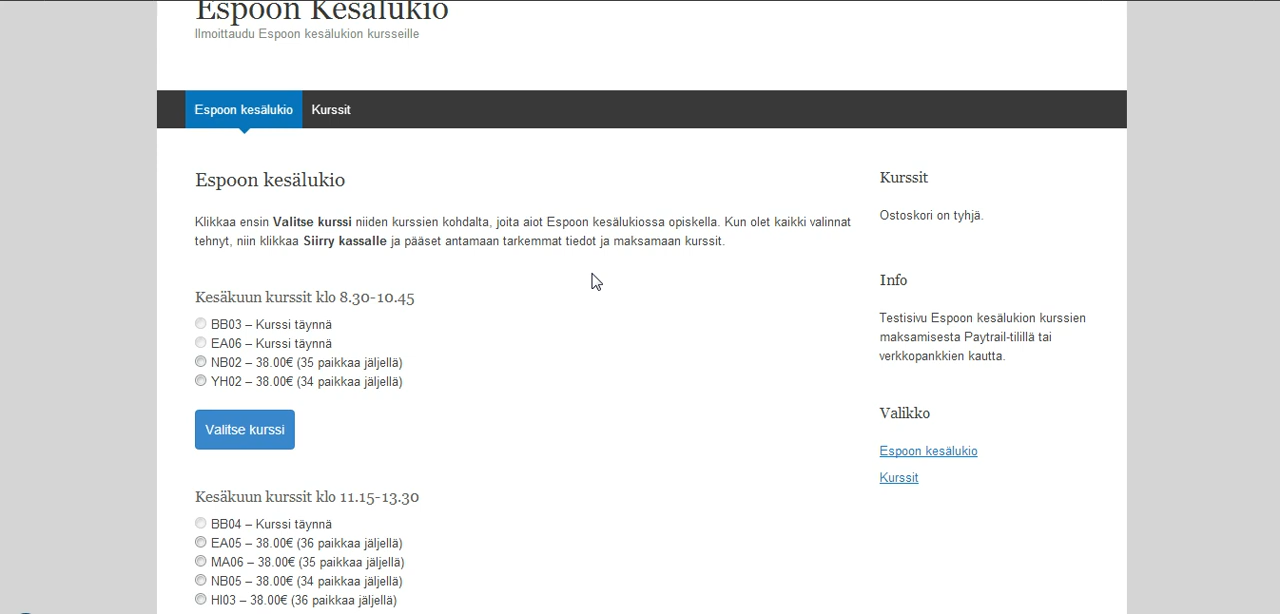 Espoon Kesälukio
Ilmoittaudu Espoon kesälukion kursseille
Espoon kesälukio
Kurssit
Espoon kesälukio
Klikkaa ensin Valitse kurssi niiden kurssien kohdalta, joita aiot Espoon kesälukiossa opiskella. Kun olet kaikki valinnat
tehnyt, niin klikkaa Siirry kassalle ja pääset antamaan tarkemmat tiedot ja maksamaan kurssit.
Kesäkuun kurssit klo 8.30-10.45
BB03 – Kurssi täynnä
EA06 – Kurssi täynnä
NB02 – 38.00€ (35 paikkaa jäljellä)
YH02 – 38.00€ (34 paikkaa jäljellä)
Valitse kurssi
Kesäkuun kurssit klo 11.15-13.30
BB04 – Kurssi täynnä
EA05 – 38.00€ (36 paikkaa jäljellä)
MA06 – 38.00€ (35 paikkaa jäljellä)
NB05 – 38.00€ (34 paikkaa jäljellä)
HI03 – 38.00€ (36 paikkaa jäljellä)
Kurssit
Ostoskori on tyhjä.
Info
Testisivu Espoon kesälukion kurssien
maksamisesta Paytrail-tilillä tai
verkkopankkien kautta.
Valikko
Espoon kesälukio
Kurssit